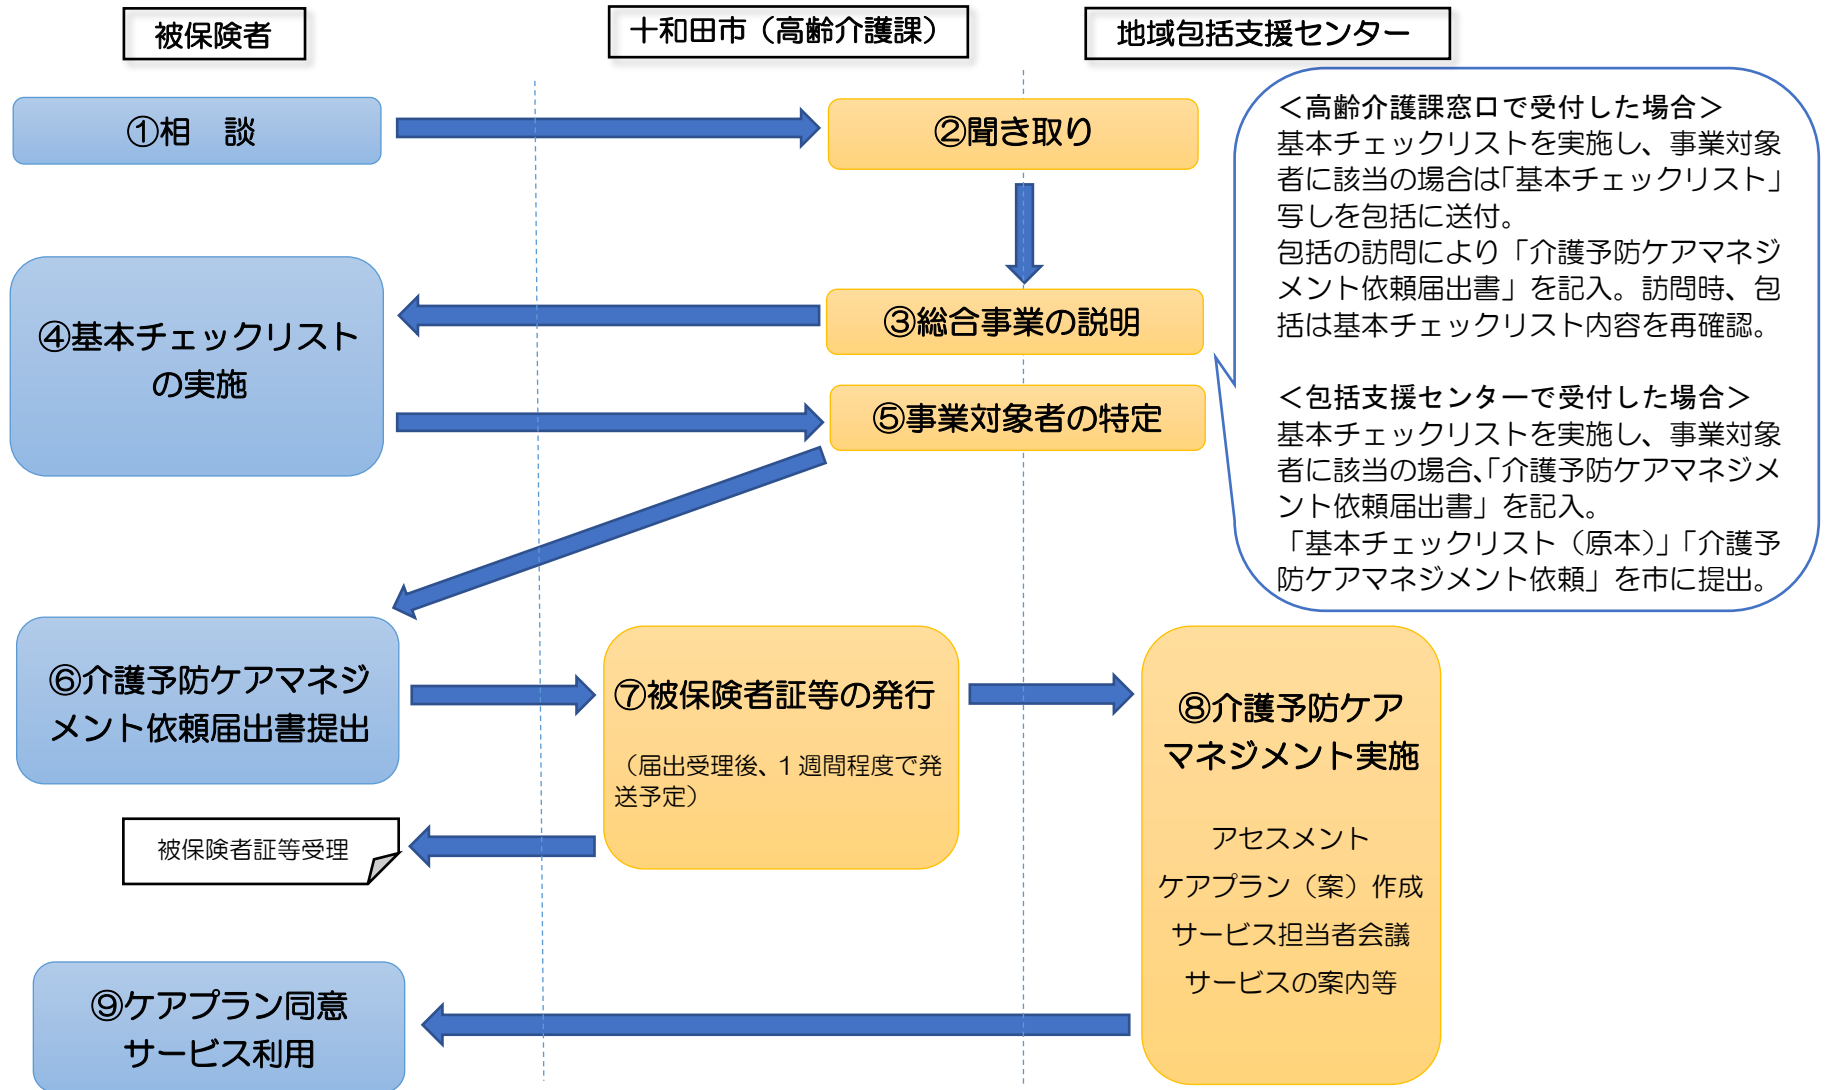 被保険者
十和田市（高齢介護課）
地域包括支援センター
①相　談
②聞き取り
＜高齢介護課窓口で受付した場合＞
基本チェックリストを実施し、事業対象
者に該当の場合は「基本チェックリスト」
写しを包括に送付。
包括の訪問により「介護予防ケアマネジ
メント依頼届出書」を記入。訪問時、包
括は基本チェックリスト内容を再確認。
＜包括支援センターで受付した場合＞
基本チェックリストを実施し、事業対象
者に該当の場合、「介護予防ケアマネジメ
ント依頼届出書」を記入。
「基本チェックリスト（原本）」「介護予
防ケアマネジメント依頼」を市に提出。
③総合事業の説明
④基本チェックリスト
の実施
⑤事業対象者の特定
⑥介護予防ケアマネジ
メント依頼届出書提出
⑦被保険者証等の発行
（届出受理後、１週間程度で発
送予定）
⑧介護予防ケア
マネジメント実施
アセスメント
ケアプラン（案）作成
サービス担当者会議
サービスの案内等
被保険者証等受理
⑨ケアプラン同意
サービス利用